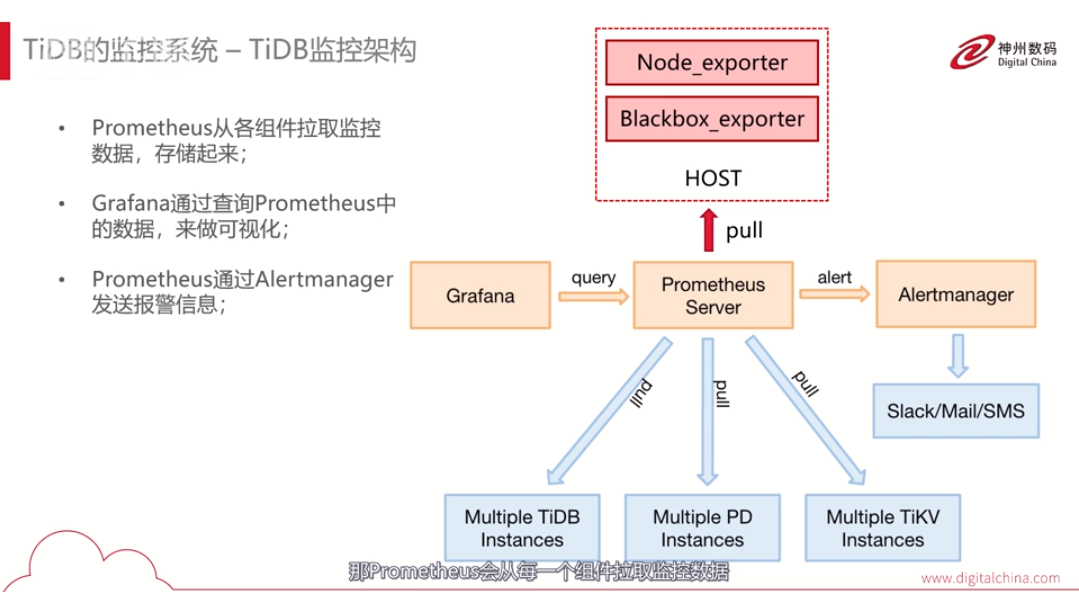 TiDB的监控系统 – TiDB监控架构
神州数码
Digital China
• Prometheus从各组件拉取监控
数据，存储起来；
• Grafana通过查询Prometheus中
的数据，来做可视化；
• Prometheus通过Alertmanager
发送报警信息；
Node_exporter
Blackbox_exporter
HOST
pull
Grafana
query
Prometheus
Server
alert
Alertmanager
pull
pull
pull
Slack/Mail/SMS
Multiple TiDB
Instances
Multiple PD
Instances
Multiple TiKV
Instances
那Prometheus会从每一个组件拉取监控数据
www.digitalchina.com